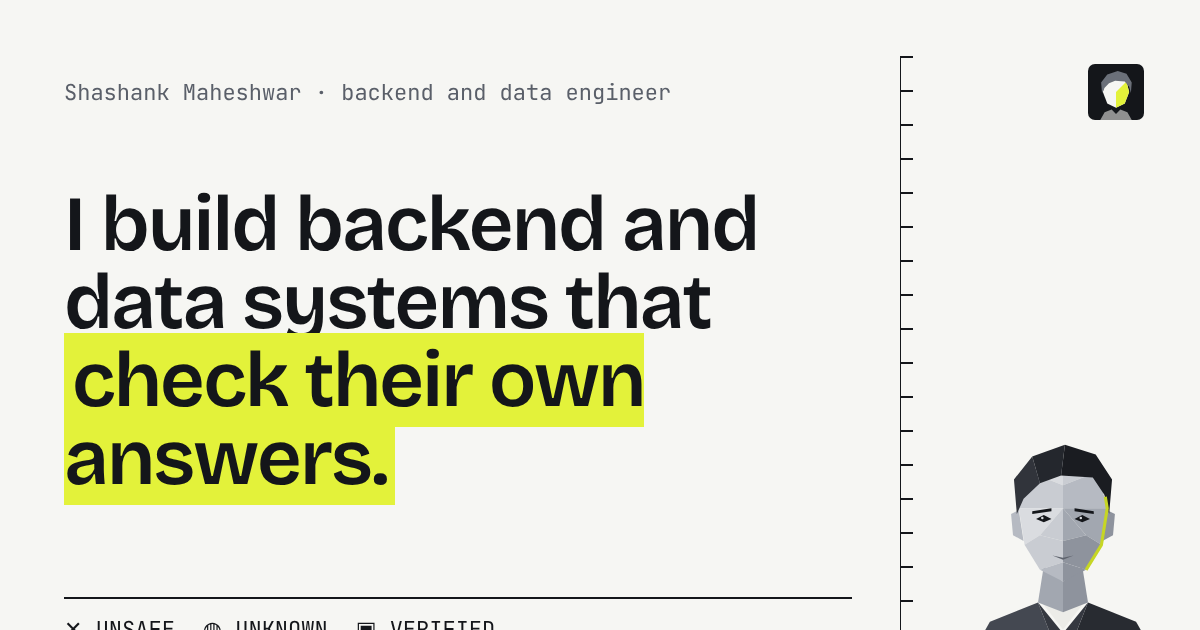 Shashank Maheshwar · backend and data engineer
I build backend and
data systems that
check their own
answers.
× UNSAFE ◍ UNKNOWN ▣ VERIFIED